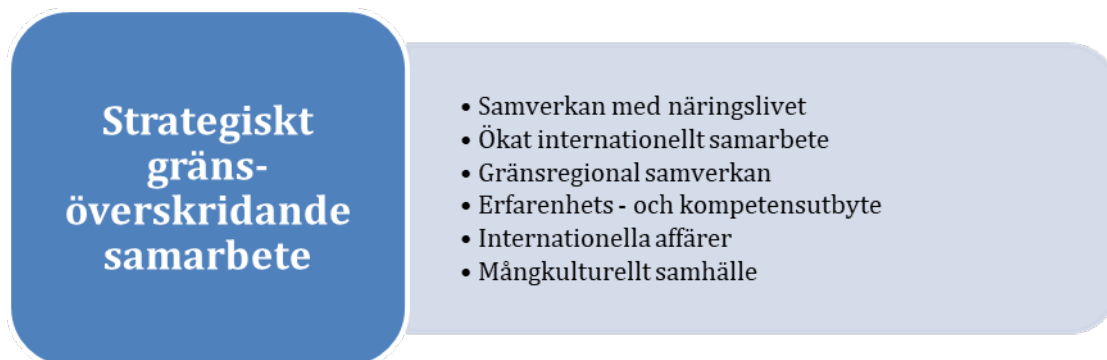 Strategiskt
gräns-
överskridande
samarbete
• Samverkan med näringslivet
• Ökat internationellt samarbete
• Gränsregional samverkan
• Erfarenhets - och kompetensutbyte
• Internationella affärer
• Mångkulturellt samhälle